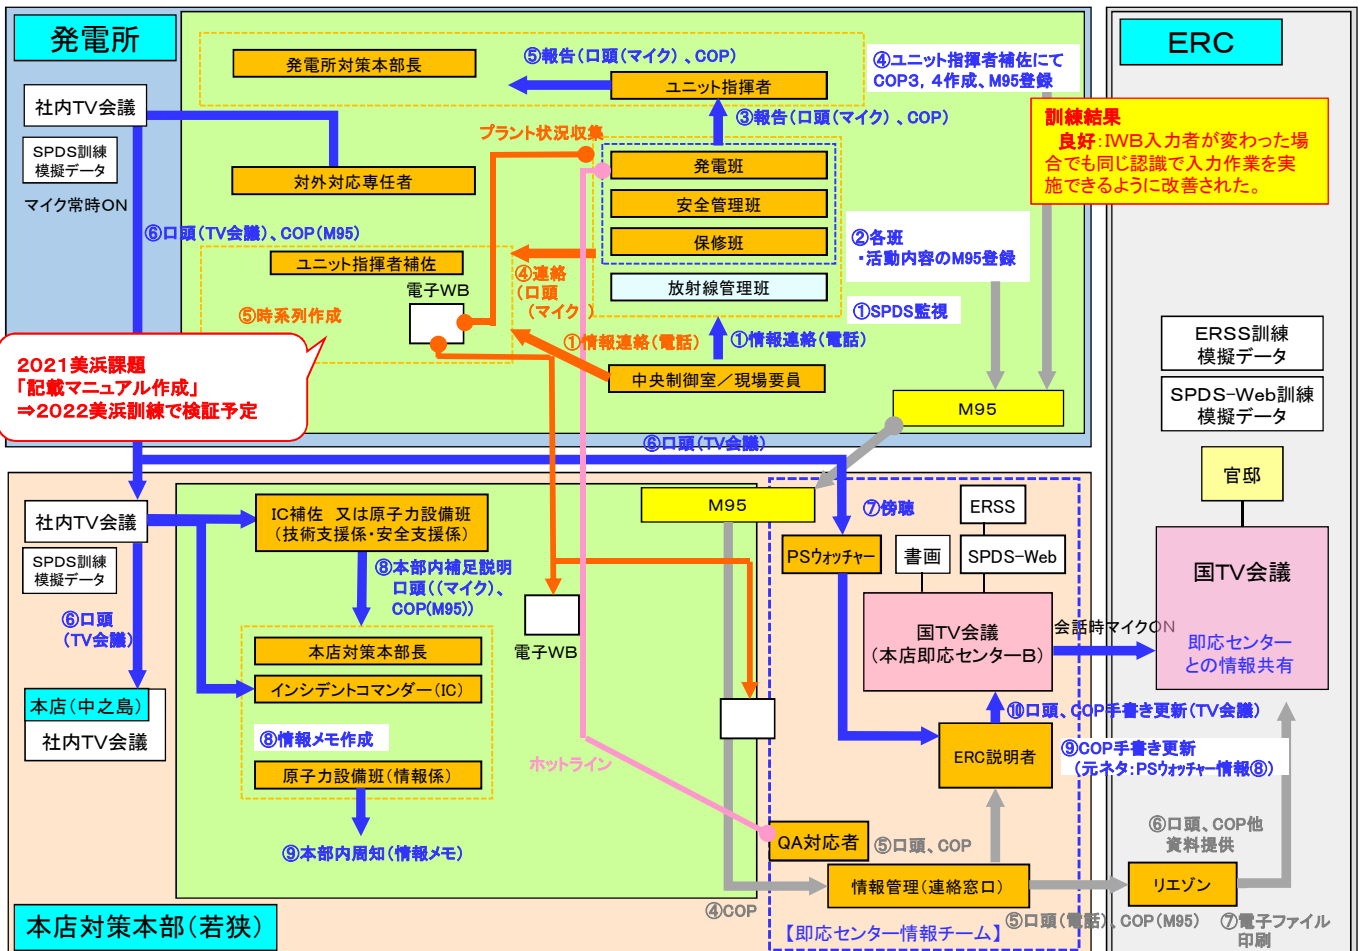 発電所
社内TV会議
SPDS訓練
模擬データ
マイク常時ON
発電所対策本部長
⑤報告(口頭(マイク)、COP)
ユニット指揮者
④ユニット指揮者補佐にて
COP3,4作成、M95登録
③報告(口頭(マイク)、COP)
プラント状況収集
対外対応専任者
発電班
安全管理班
保修班
放射線管理班
②各班
・活動内容のM95登録
①SPDS監視
⑥口頭(TV会議)、COP(M95)
ユニット指揮者補佐
電子WB
⑤時系列作成
④連絡
(口頭
(マイク)
①情報連絡(電話)
①情報連絡(電話)
中央制御室/現場要員
M95
2021美浜課題
「記載マニュアル作成」
⇒2022美浜訓練で検証予定
ERC
訓練結果
良好:IWB入力者が変わった場
合でも同じ認識で入力作業を実
施できるように改善された。
ERSS訓練
模擬データ
SPDS-Web訓練
模擬データ
官邸
国TV会議
即応センター
との情報共有
⑥口頭(TV会議)
社内TV会議
SPDS訓練
模擬データ
⑥口頭
(TV会議)
本店(中之島)
社内TV会議
IC補佐 又は原子力設備班
(技術支援係・安全支援係)
⑧本部内補足説明
口頭((マイク)、
COP(M95))
本店対策本部長
インシデントコマンダー(IC)
⑧情報メモ作成
原子力設備班(情報係)
⑨本部内周知(情報メモ)
電子WB
ホットライン
M95
⑦傍聴
PSウォッチャー
書画
ERSS
SPDS-Web
国TV会議
(本店即応センターB)
会話時マイクON
⑩口頭、COP手書き更新(TV会議)
ERC説明者
⑨COP手書き更新
(元ネタ:PSウォッチャー情報⑧)
QA対応者
⑤口頭、COP
情報管理(連絡窓口)
④COP
⑤口頭(電話)、COP(M95)
【即応センター情報チーム】
リエゾン
⑥口頭、COP他
資料提供
⑦電子ファイル
印刷
本店対策本部(若狭)